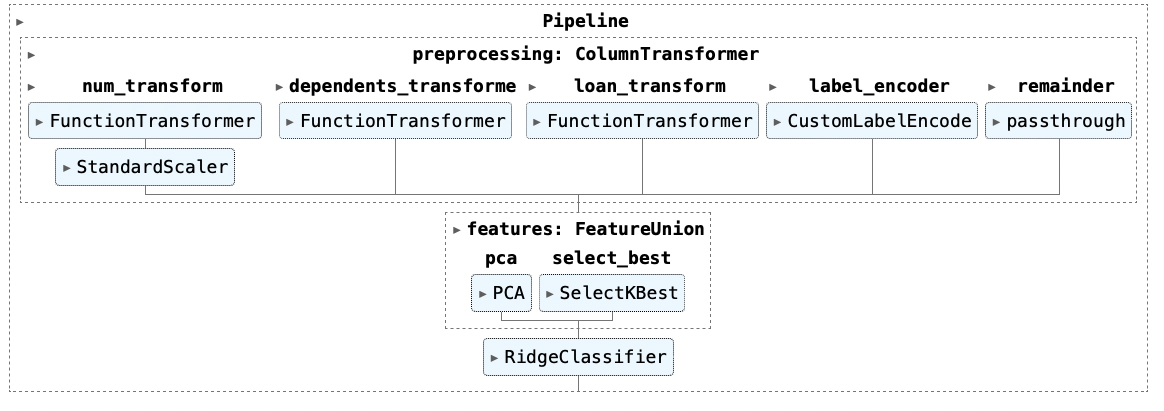 Pipeline
preprocessing: ColumnTransformer
num_transform dependents_transforme loan_transform label_encoder remainder
FunctionTransformer FunctionTransformer FunctionTransformer CustomLabelEncode passthrough
StandardScaler
features: FeatureUnion
pca select_best
PCA SelectKBest
RidgeClassifier